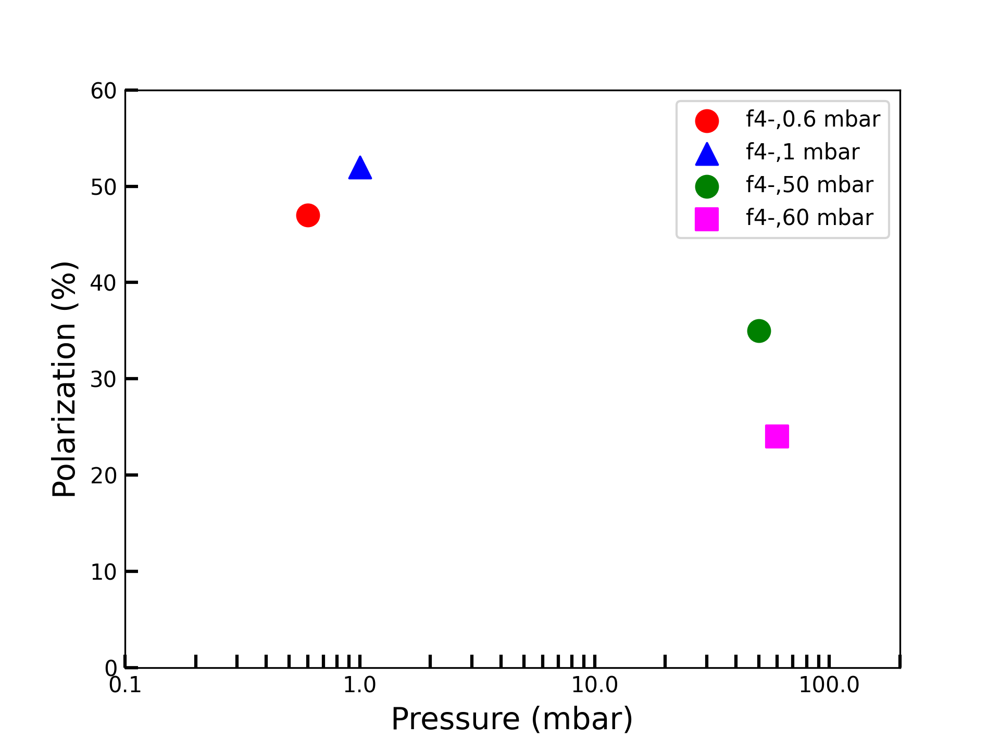 60
50
40
30
20
10
0
Polarization (%)
f4-,0.6 mbar
f4-,1 mbar
f4-,50 mbar
f4-,60 mbar
0.1 1.0 10.0 100.0
Pressure (mbar)